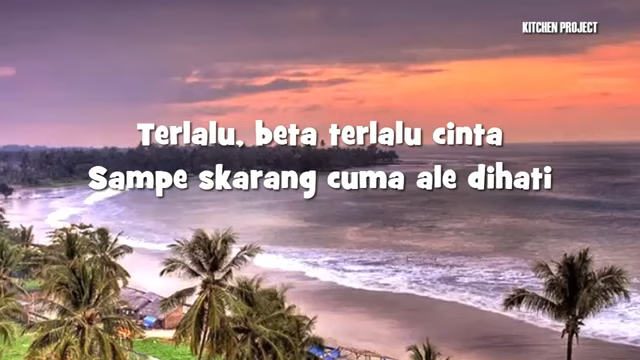 KITCHEN PROJECT
Terlalu, beta terlalu cinta
Sampe skarang cuma ale dihati